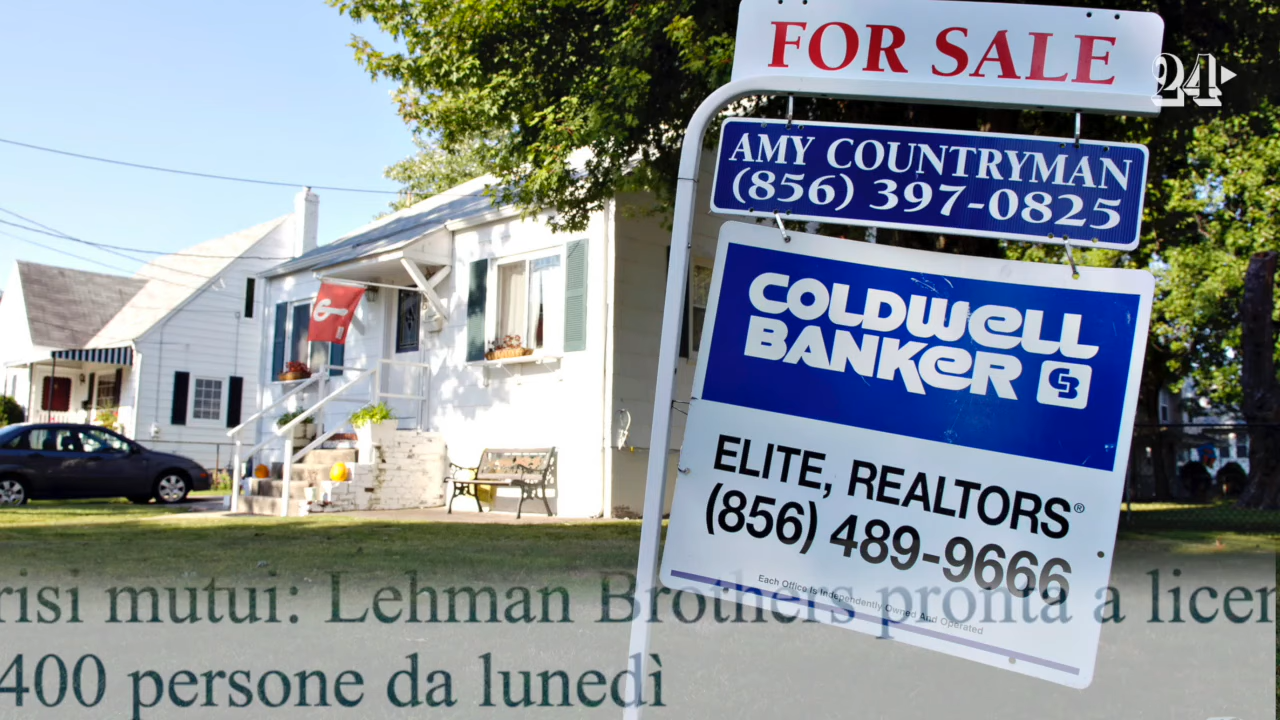 FOR SALE
24
AMY COUNTRYMAN
(856) 397-0825
COLDWELL
BANKER
CB
ELITE, REALTORS®
(856) 489-9666
Each Office Is Independently Owned And Operated
risi mutui: Lehman Brothers pronta a licen
400 persone da lunedì